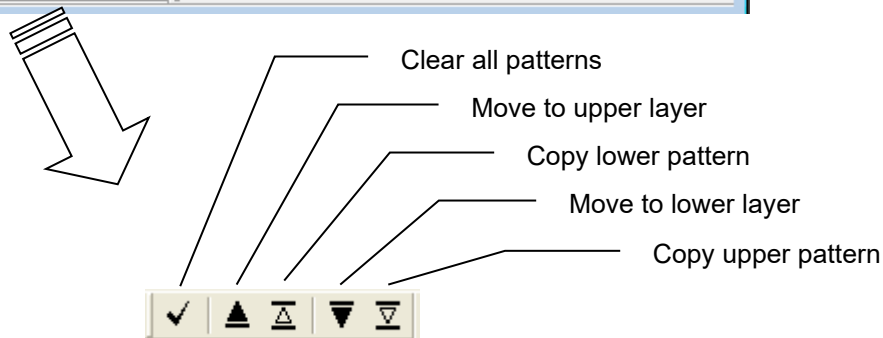 Clear all patterns
Move to upper layer
Copy lower pattern
Move to lower layer
Copy upper pattern